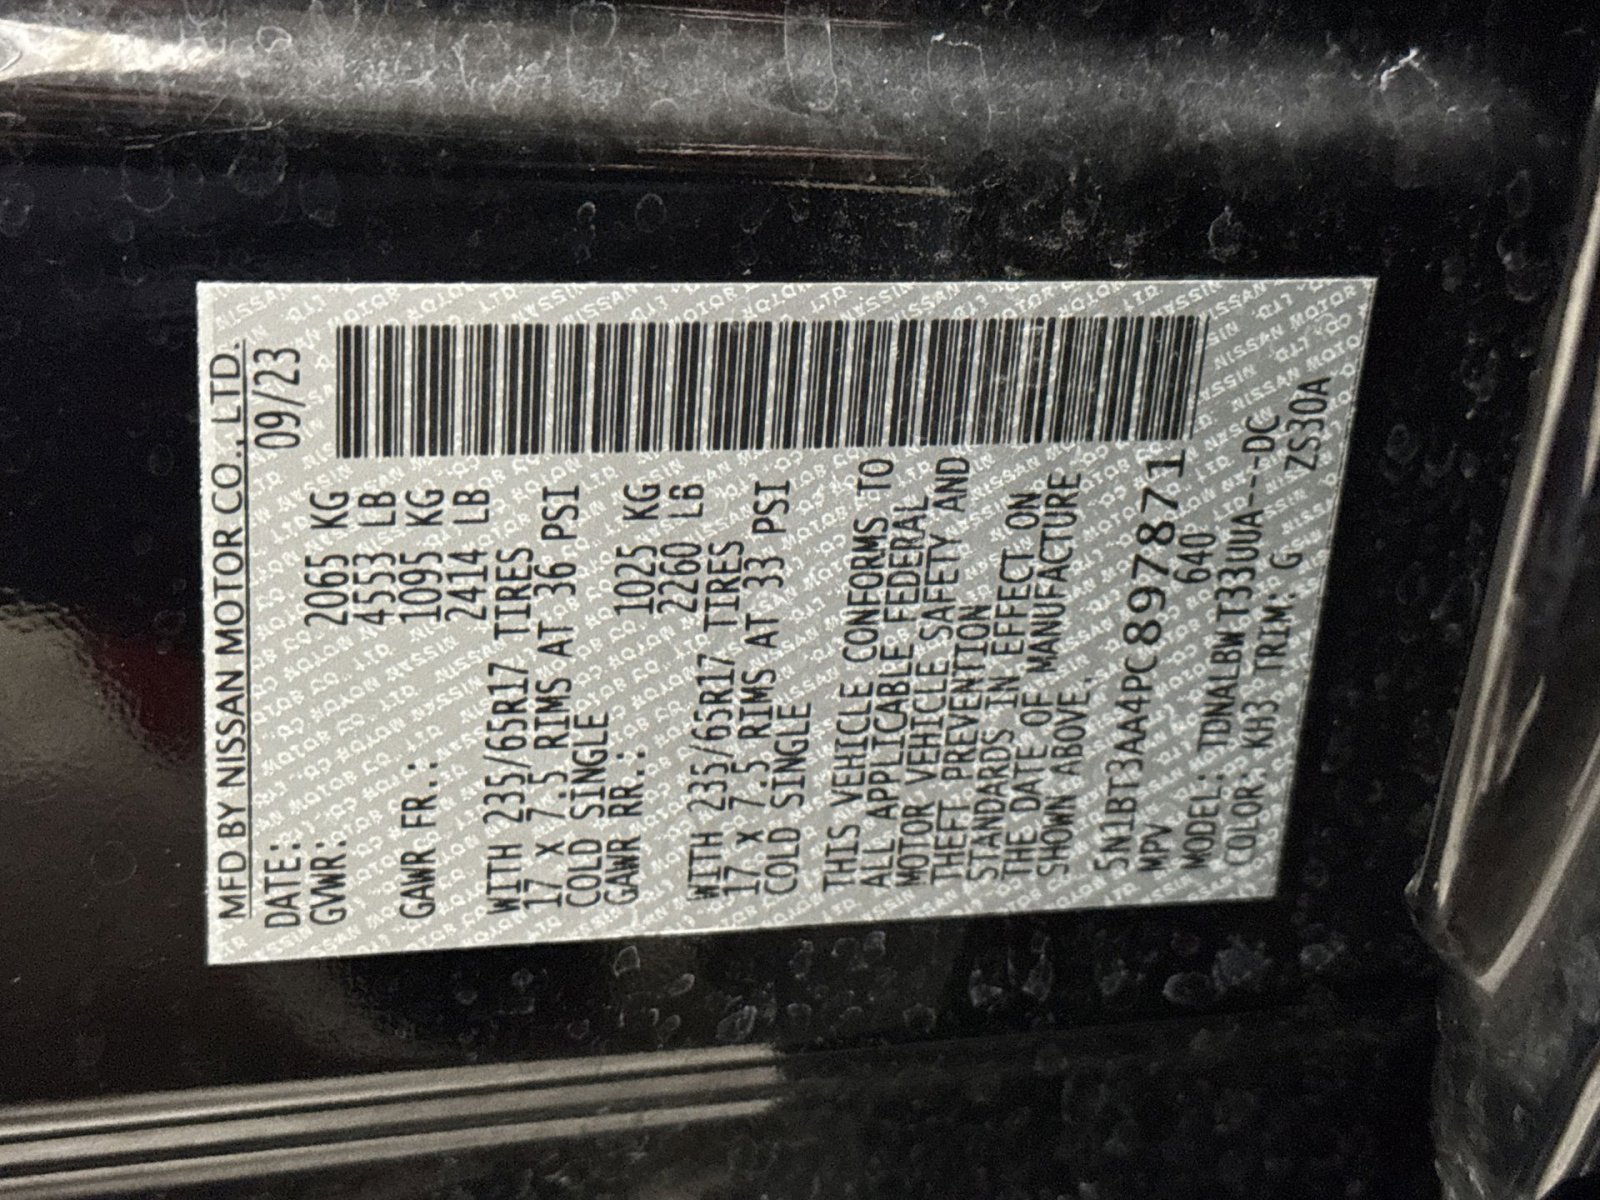 MFD BY NISSAN MOTOR CO., LTD.
DATE: 09/23
GVWR: 2065 KG
4553 LB
GAWR FR.: 1095 KG
2414 LB
WITH 235/65R17 TIRES
17 X 7.5 RIMS AT 36 PSI
COLD SINGLE
GAWR RR.: 1025 KG
2260 LB
WITH 235/65R17 TIRES
17 X 7.5 RIMS AT 33 PSI
COLD SINGLE
THIS VEHICLE CONFORMS TO
ALL APPLICABLE FEDERAL
MOTOR VEHICLE SAFETY AND
THEFT PREVENTION
STANDARDS IN EFFECT ON
THE DATE OF MANUFACTURE
SHOWN ABOVE.
5N1BT3AA4PC897871
MPV 640
MODEL: TDNALBWT33UUA---DC
COLOR: KH3 TRIM: G ZS30A